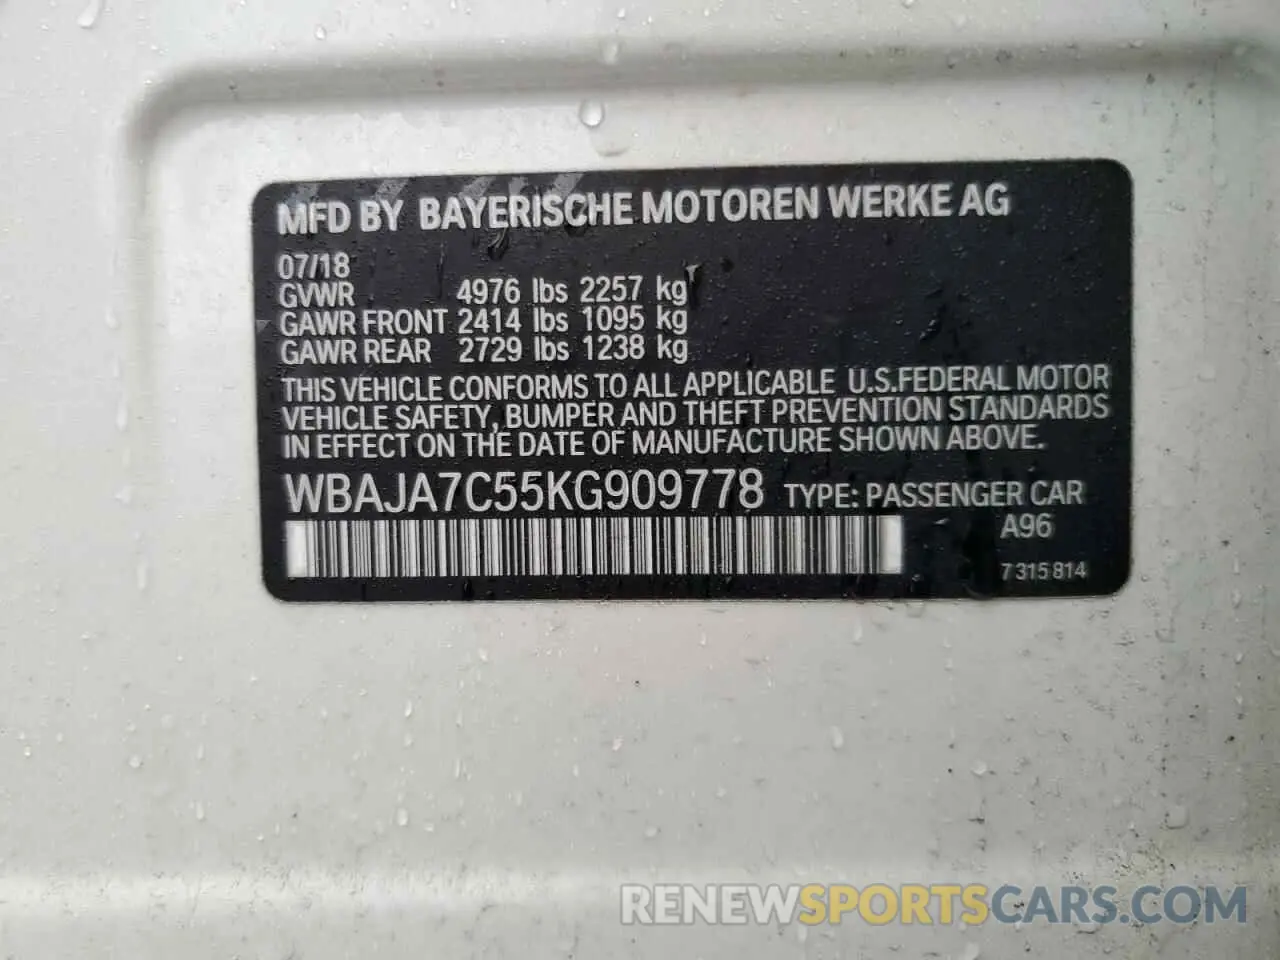 MFD BY BAYERISCHE MOTOREN WERKE AG
07/18
GVWR 4976 lbs 2257 kg
GAWR FRONT 2414 lbs 1095 kg
GAWR REAR 2729 lbs 1238 kg
THIS VEHICLE CONFORMS TO ALL APPLICABLE U.S.FEDERAL MOTOR
VEHICLE SAFETY, BUMPER AND THEFT PREVENTION STANDARDS
IN EFFECT ON THE DATE OF MANUFACTURE SHOWN ABOVE.
WBAJA7C55KG909778 TYPE: PASSENGER CAR
A96
7 315 814
RENEWSPORTSCARS.COM